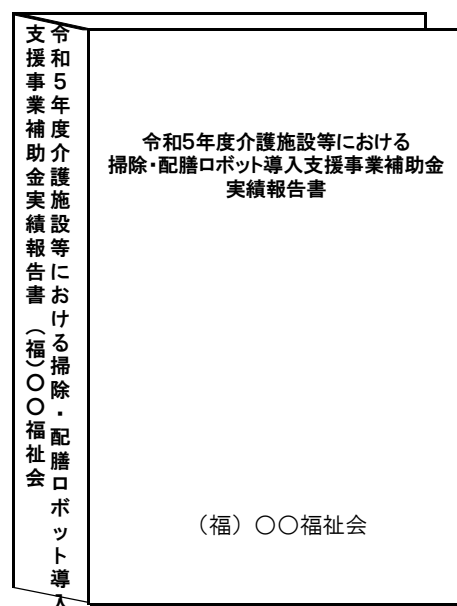 令和５年度介護施設等における掃除・配膳ロボット導入
支援事業補助金実績報告書　（福）〇〇福祉会
令和5年度介護施設等における
掃除・配膳ロボット導入支援事業補助金
実績報告書
（福）〇〇福祉会